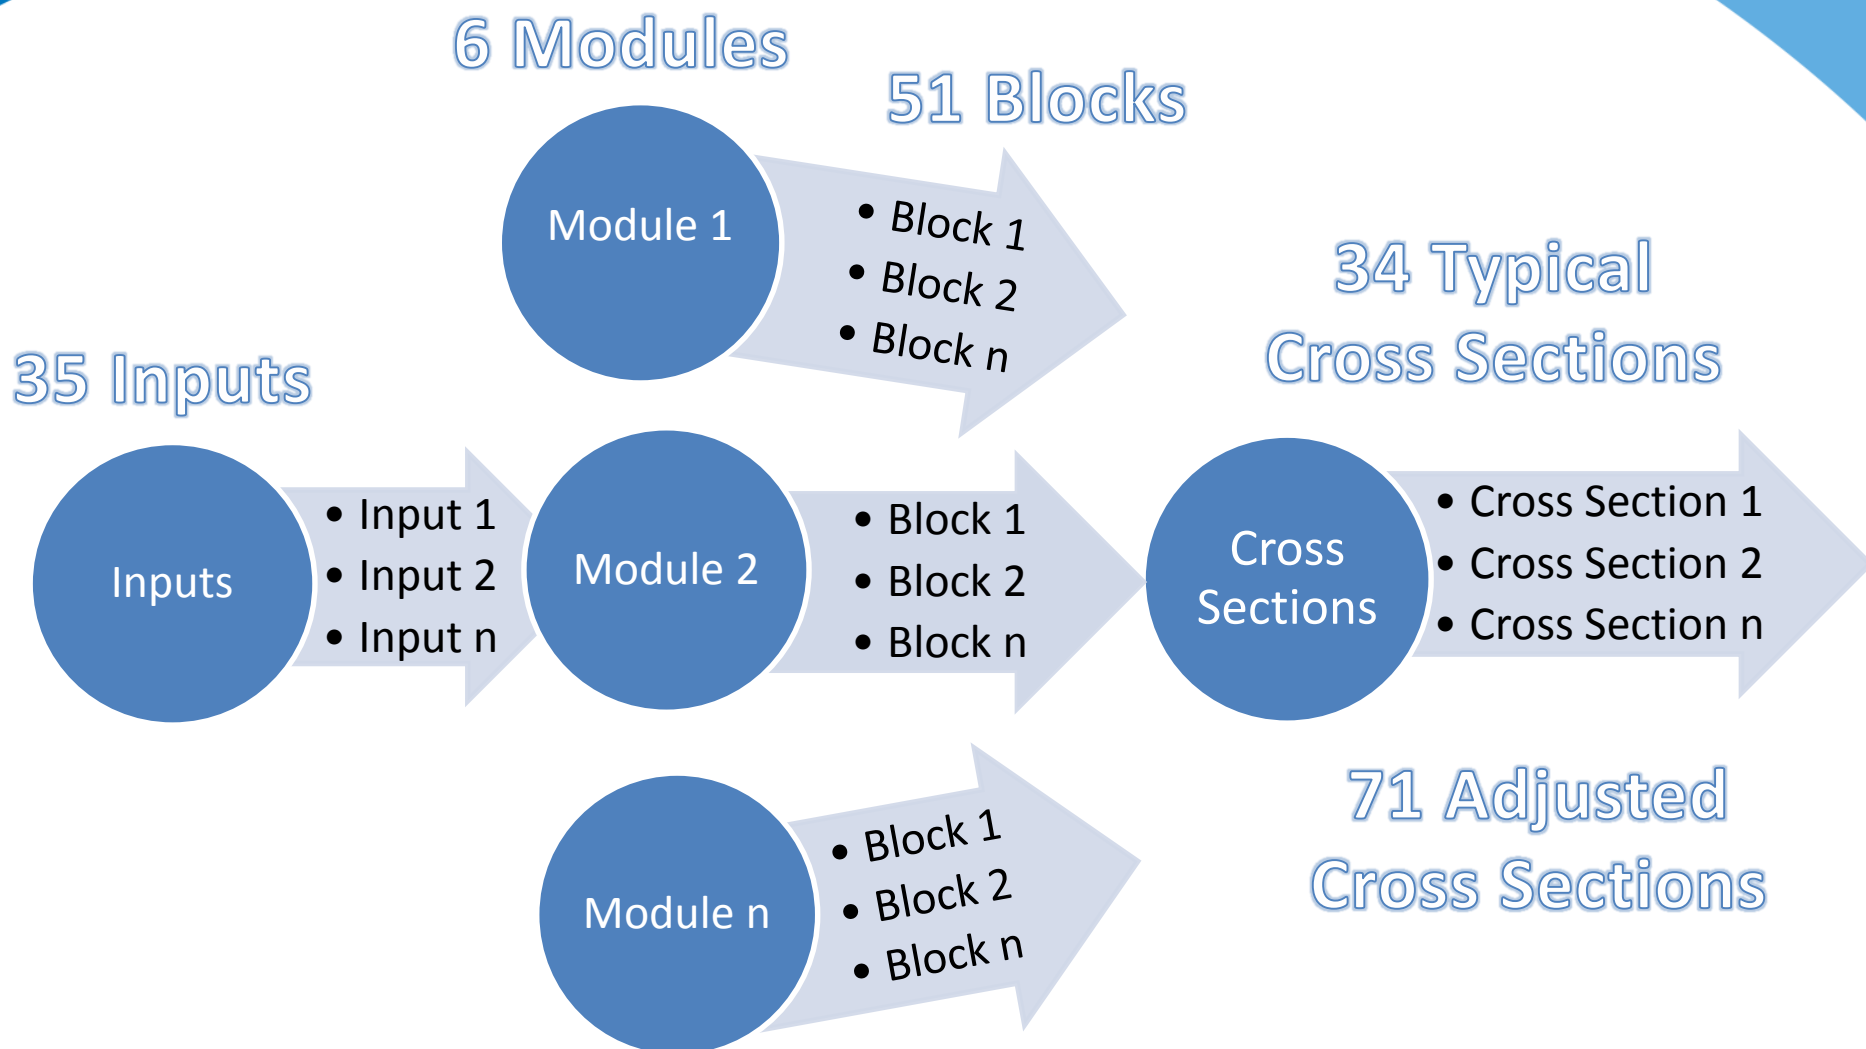 6 Modules
51 Blocks
Module 1
• Block 1
• Block 2
• Block n
34 Typical
Cross Sections
35 Inputs
Inputs
• Input 1
• Input 2
• Input n
Module 2
• Block 1
• Block 2
• Block n
Cross
Sections
• Cross Section 1
• Cross Section 2
• Cross Section n
Module n
• Block 1
• Block 2
• Block n
71 Adjusted
Cross Sections